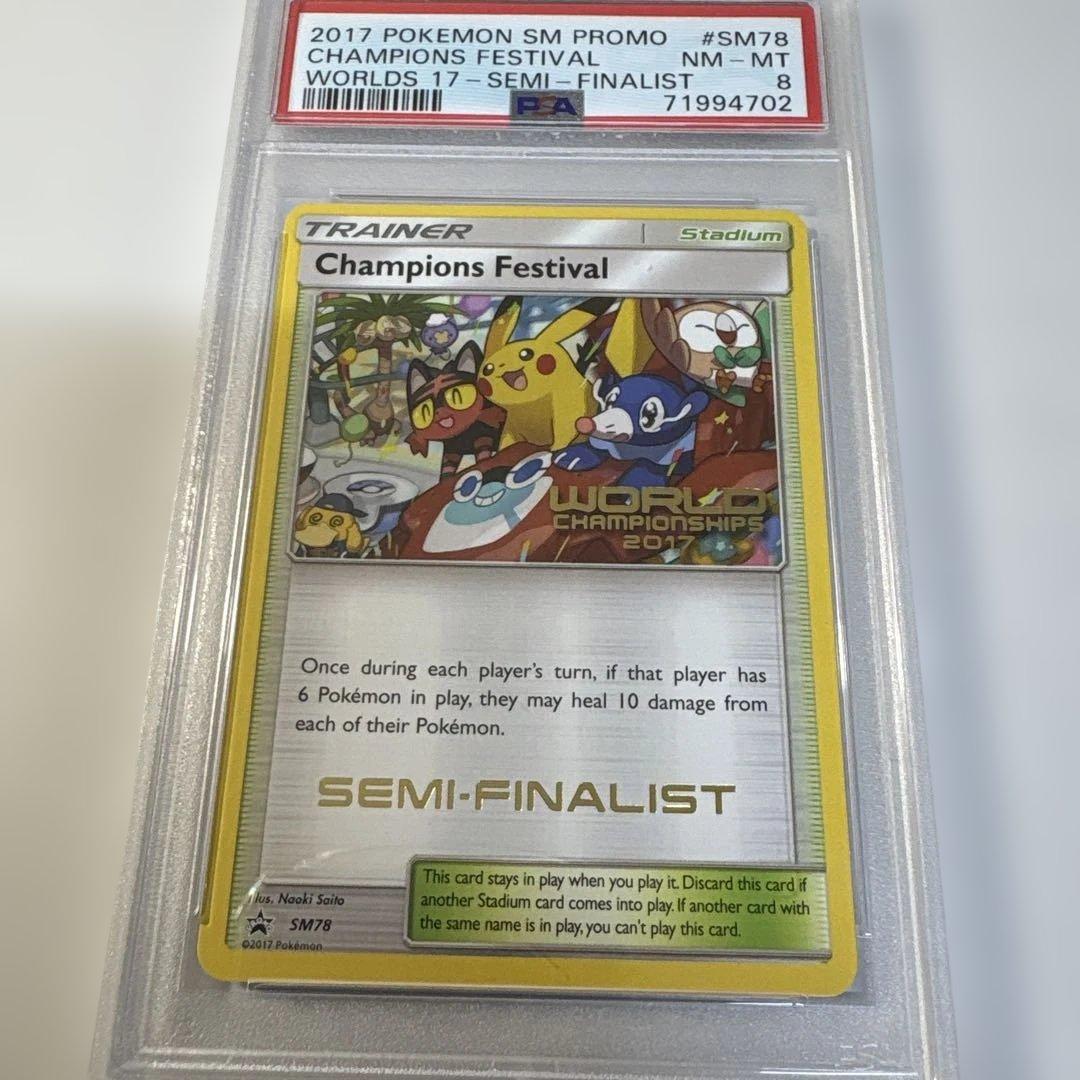 2017 POKEMON SM PROMO #SM78
CHAMPIONS FESTIVAL NM - MT
WORLDS 17 - SEMI - FINALIST 8
PSA 71994702
TRAINER Stadium
Champions Festival
WORLD
CHAMPIONSHIPS
2017
Once during each player's turn, if that player has
6 Pokémon in play, they may heal 10 damage from
each of their Pokémon.
SEMI-FINALIST
This card stays in play when you play it. Discard this card if
another Stadium card comes into play. If another card with
the same name is in play, you can't play this card.
Illus. Naoki Saito
SM78
©2017 Pokémon